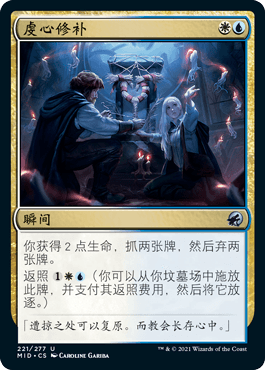 虔心修补
瞬间
你获得2点生命，抓两张牌，然后弃两
张牌。
返照 1（你可以从你坟墓场中施放
此牌，并支付其返照费用，然后将它放
逐。）
「遭掠之处可以复原。而教会长存心中。」
221/277 U
MID • CS CAROLINE GARIBA
™ & © 2021 Wizards of the Coast